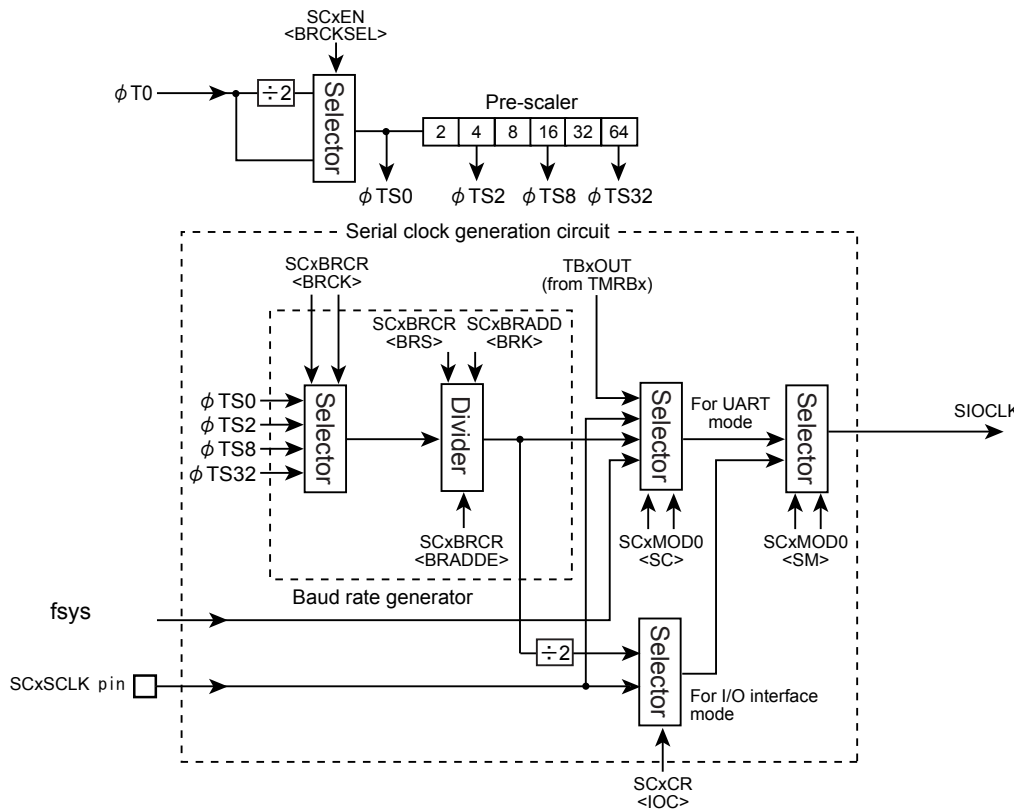 SCxEN
<BRCKSEL>
ϕT0
÷2
Selector
Pre-scaler
2 4 8 16 32 64
ϕTS0
ϕTS2
ϕTS8
ϕTS32
Serial clock generation circuit
SCxBRCR
<BRCK>
TBxOUT
(from TMRBx)
SCxBRCR
<BRS>
SCxBRADD
<BRK>
ϕTS0
ϕTS2
ϕTS8
ϕTS32
Selector
Divider
Selector
For UART
mode
Selector
SIOCLK
SCxBRCR
<BRADDE>
SCxMOD0
<SC>
SCxMOD0
<SM>
Baud rate generator
fsys
÷2
Selector
SCxSCLK pin
For I/O interface
mode
SCxCR
<IOC>